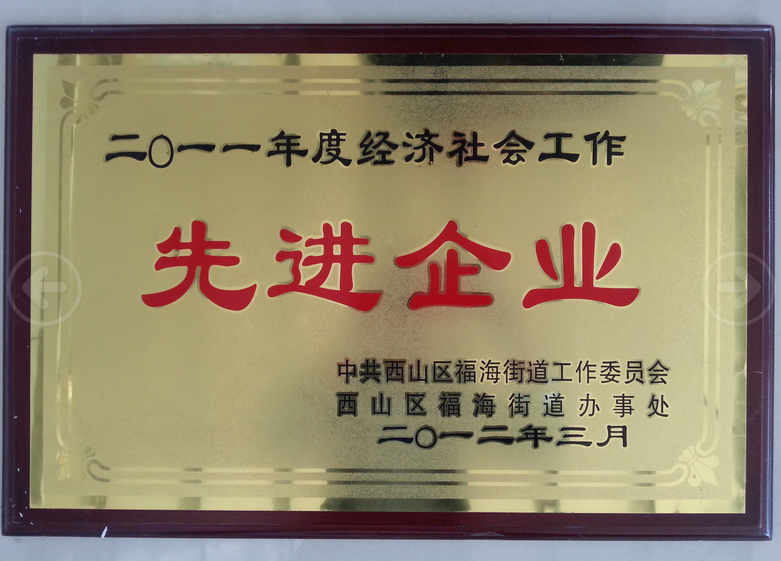 二〇一一年度经济社会工作
先进企业
中共西山区福海街道工作委员会
西山区福海街道办事处
二〇一二年三月